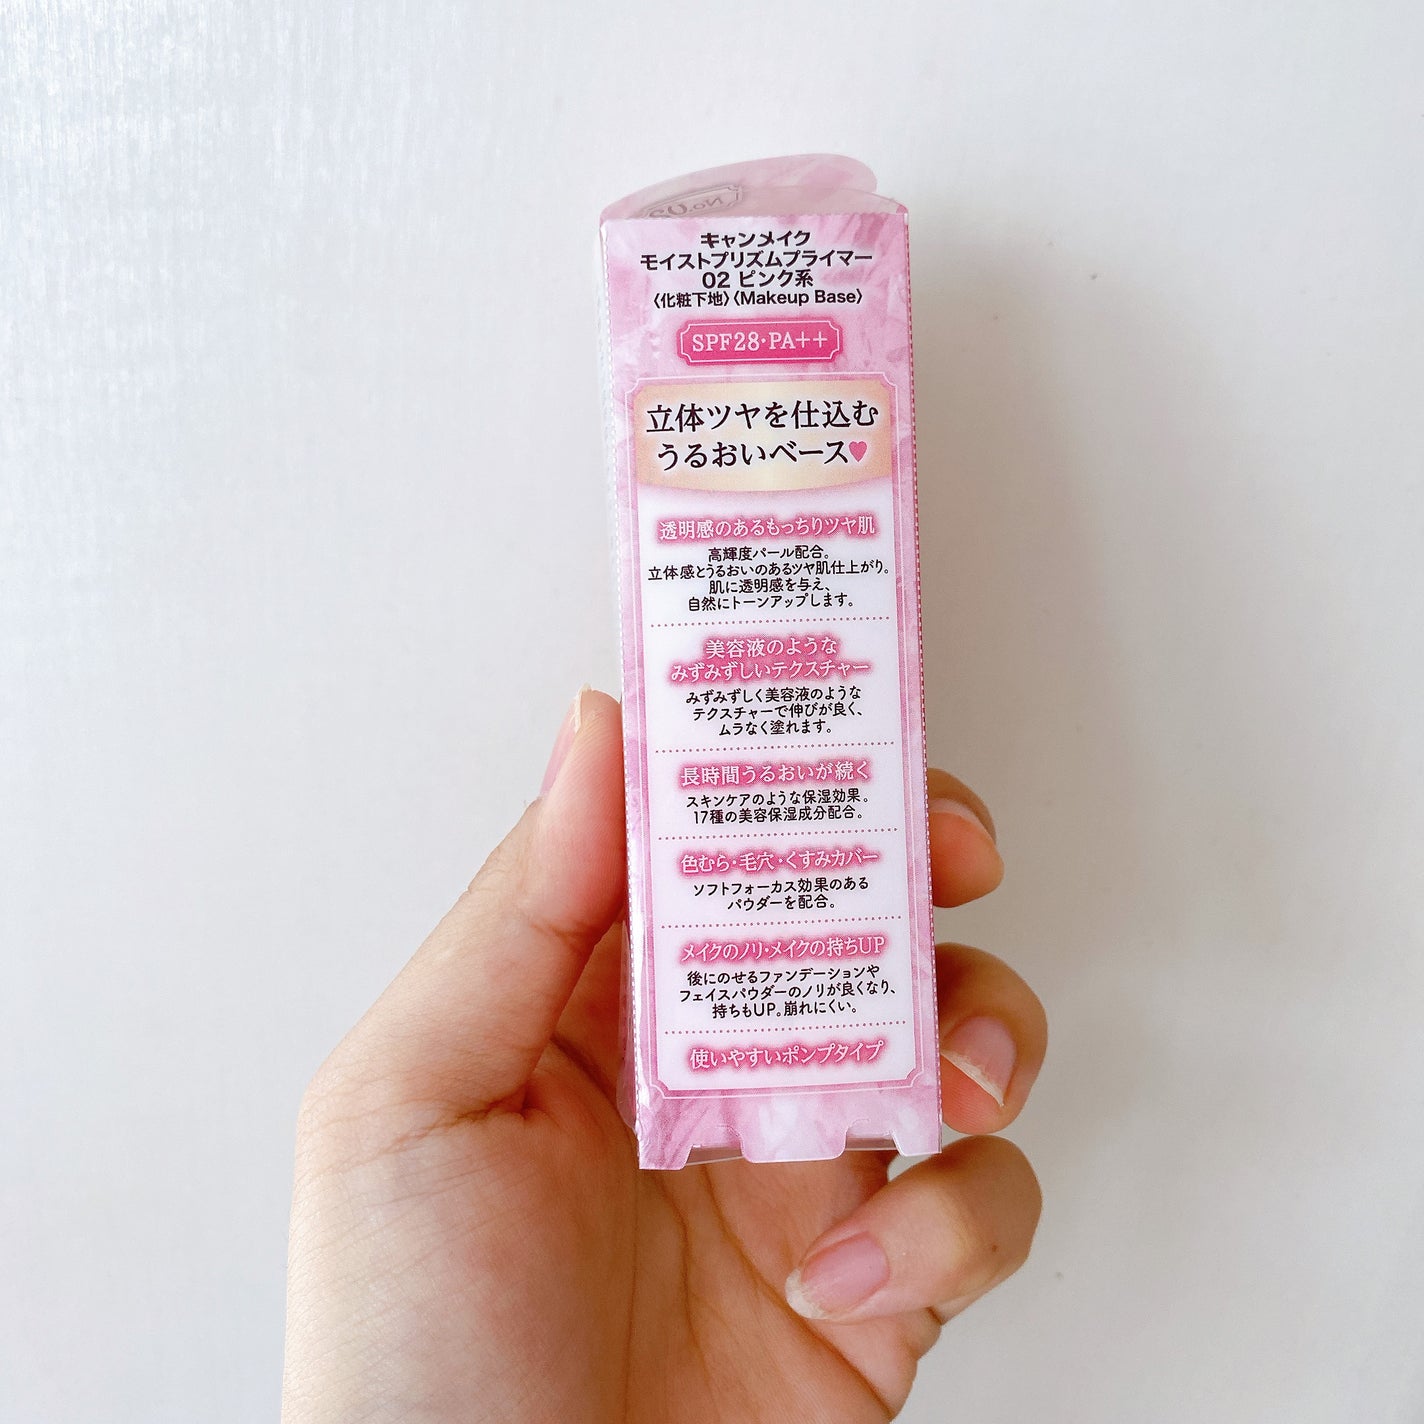 No.02
キャンメイク
モイストプリズムプライマー
02 ピンク系
〈化粧下地〉〈Makeup Base〉
SPF28･PA++
立体ツヤを仕込む
うるおいベース♥
透明感のあるもっちりツヤ肌
高輝度パール配合。
立体感とうるおいのあるツヤ肌仕上がり。
肌に透明感を与え、
自然にトーンアップします。
美容液のような
みずみずしいテクスチャー
みずみずしく美容液のような
テクスチャーで伸びが良く、
ムラなく塗れます。
長時間うるおいが続く
スキンケアのような保湿効果。
17種の美容保湿成分配合。
色むら･毛穴･くすみカバー
ソフトフォーカス効果のある
パウダーを配合。
メイクのノリ･メイクの持ちUP
後にのせるファンデーションや
フェイスパウダーのノリが良くなり、
持ちもUP。崩れにくい。
使いやすいポンプタイプ